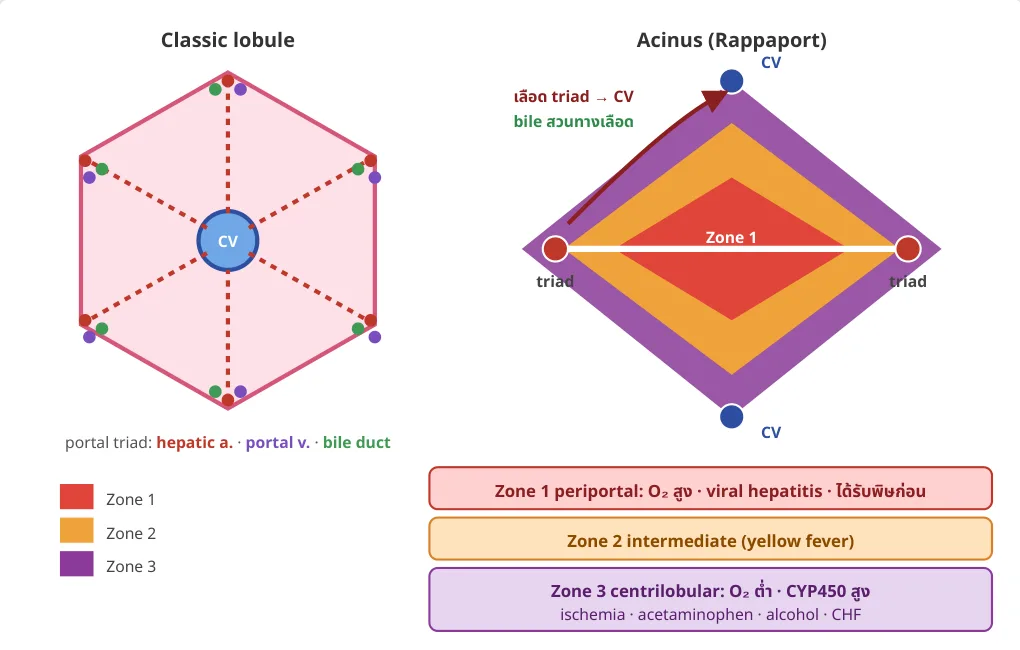 Classic lobule
CV
portal triad: hepatic a. · portal v. · bile duct
Zone 1
Zone 2
Zone 3
Acinus (Rappaport)
CV
เลือด triad → CV
bile สวนทางเลือด
Zone 1
triad
triad
CV
Zone 1 periportal: O₂ สูง · viral hepatitis · ได้รับพิษก่อน
Zone 2 intermediate (yellow fever)
Zone 3 centrilobular: O₂ ต่ำ · CYP450 สูง
ischemia · acetaminophen · alcohol · CHF